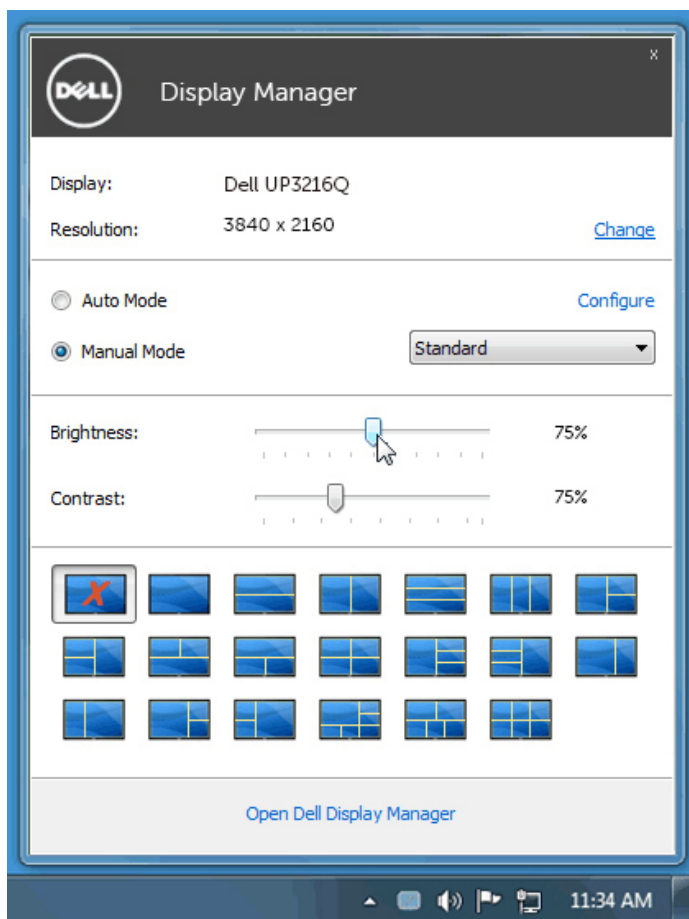 x
DELL Display Manager
Display: Dell UP3216Q
Resolution: 3840 x 2160 Change
Auto Mode Configure
Manual Mode Standard
Brightness: 75%
Contrast: 75%
X
Open Dell Display Manager
11:34 AM